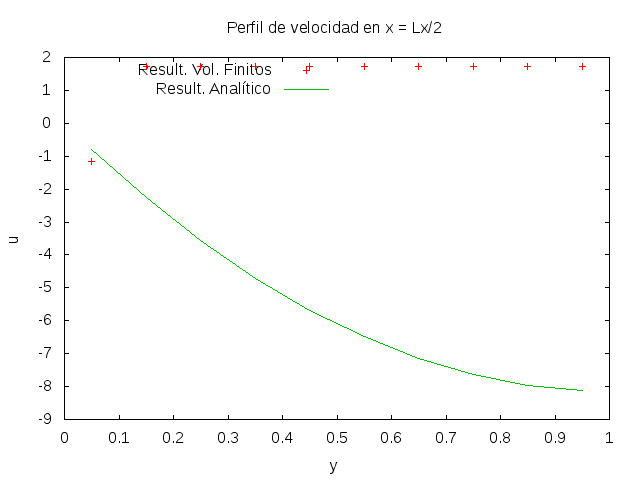 Perfil de velocidad en x = Lx/2
Result. Vol. Finitos
Result. Analítico
2
1
0
-1
-2
-3
-4
-5
-6
-7
-8
-9
u
0 0.1 0.2 0.3 0.4 0.5 0.6 0.7 0.8 0.9 1
y